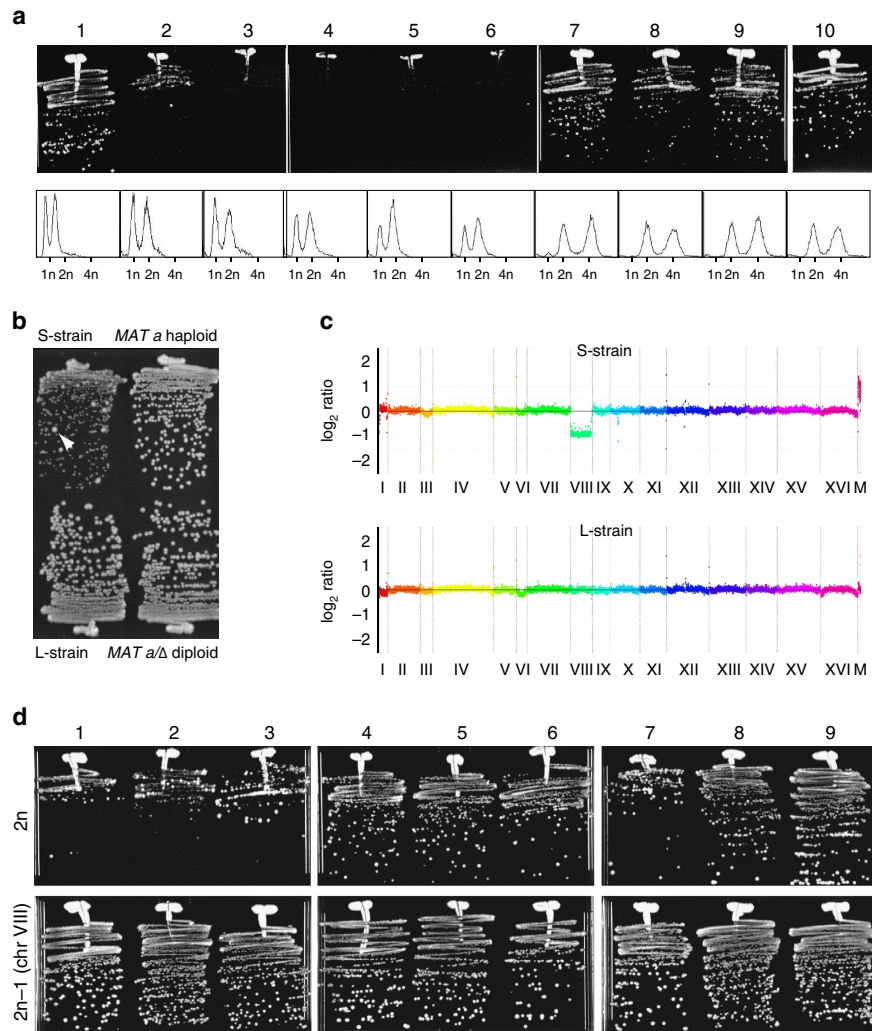 a
1 2 3 4 5 6 7 8 9 10
1n 2n 4n 1n 2n 4n 1n 2n 4n 1n 2n 4n 1n 2n 4n 1n 2n 4n 1n 2n 4n 1n 2n 4n 1n 2n 4n 1n 2n 4n
b
S-strain MAT a haploid
L-strain MAT a/Δ diploid
c
S-strain
log2 ratio
2
1
0
−1
−2
I II III IV V VI VII VIII IX X XI XII XIII XIV XV XVI M
L-strain
log2 ratio
2
1
0
−1
−2
I II III IV V VI VII VIII IX X XI XII XIII XIV XV XVI M
d
1 2 3 4 5 6 7 8 9
2n
2n−1 (chr VIII)